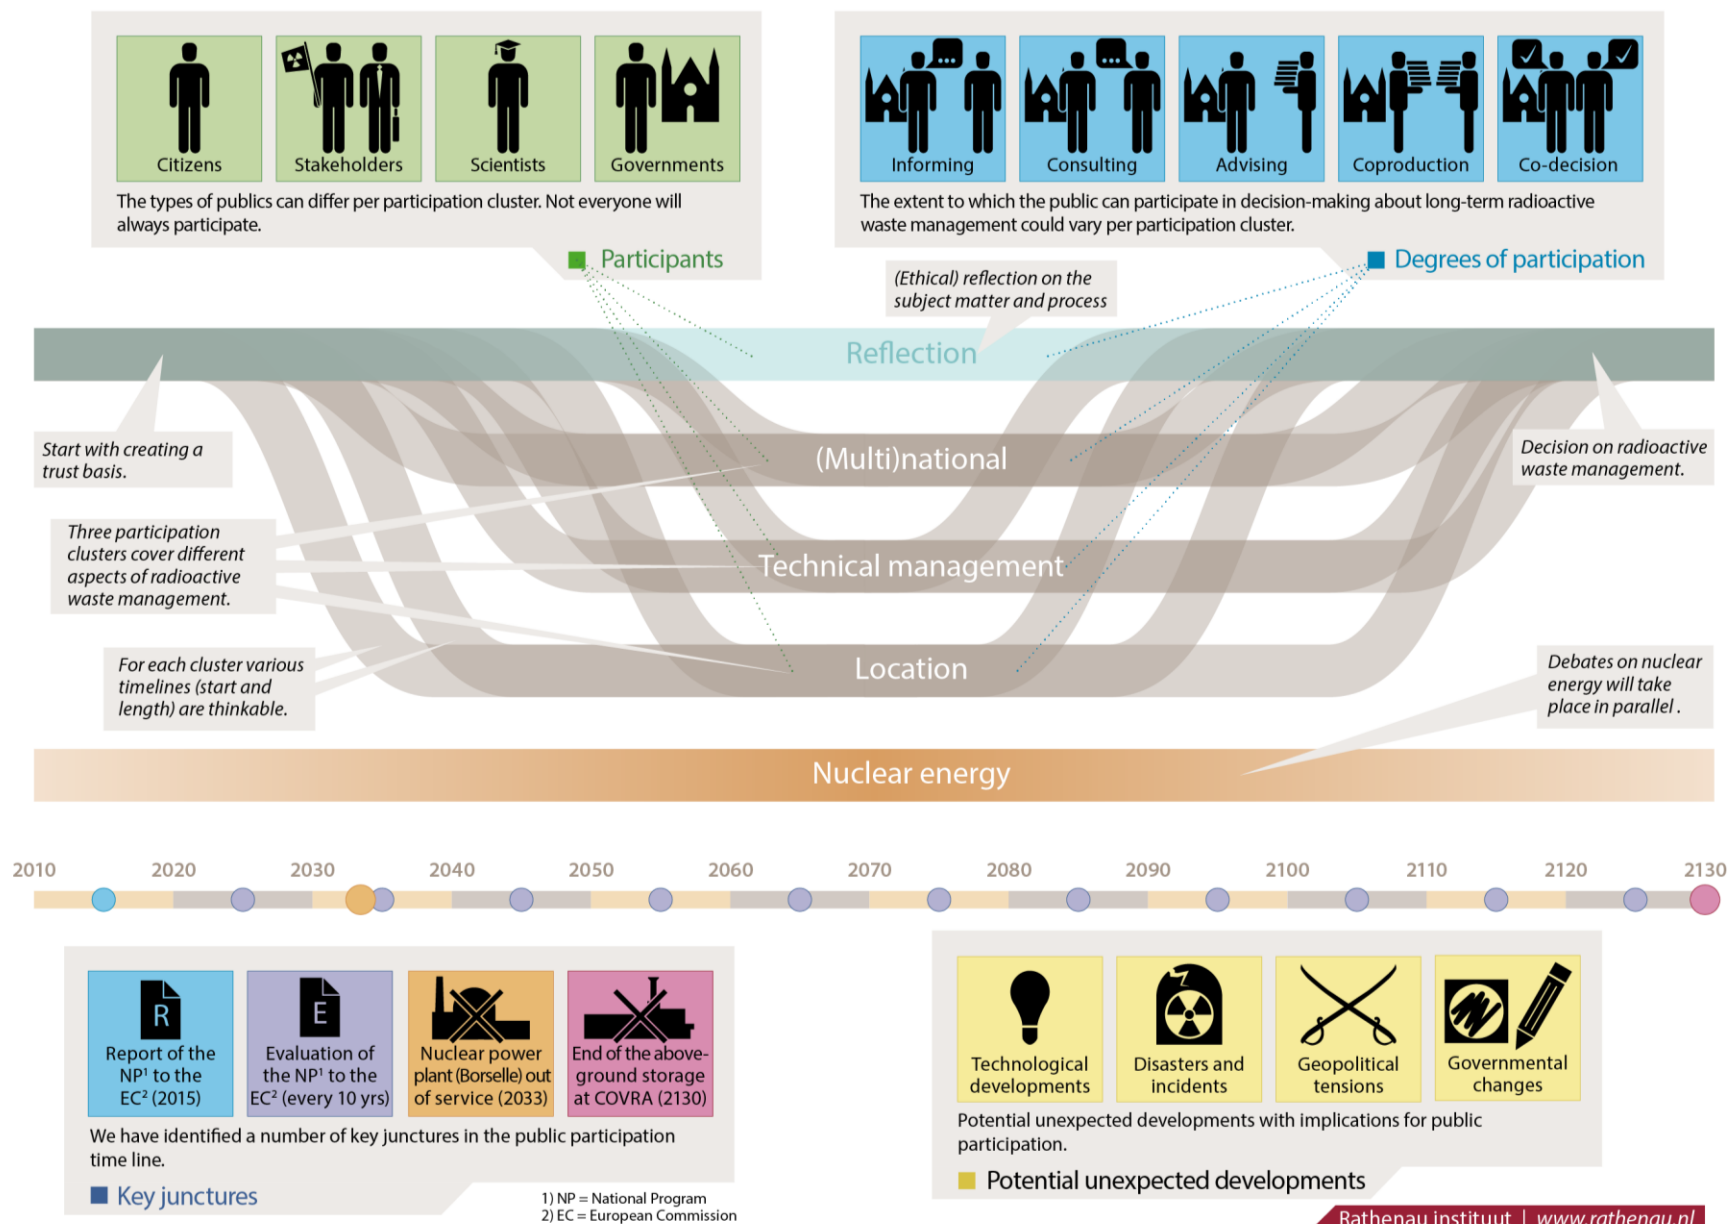 Citizens
Stakeholders
Scientists
Governments
The types of publics can differ per participation cluster. Not everyone will
always participate.
Participants
Informing
Consulting
Advising
Coproduction
Co-decision
The extent to which the public can participate in decision-making about long-term radioactive
waste management could vary per participation cluster.
Degrees of participation
(Ethical) reflection on the
subject matter and process
Reflection
Start with creating a
trust basis.
(Multi)national
Decision on radioactive
waste management.
Three participation
clusters cover different
aspects of radioactive
waste management.
Technical management
For each cluster various
timelines (start and
length) are thinkable.
Location
Debates on nuclear
energy will take
place in parallel .
Nuclear energy
2010 2020 2030 2040 2050 2060 2070 2080 2090 2100 2110 2120 2130
R
Report of the
NP¹ to the
EC² (2015)
E
Evaluation of
the NP¹ to the
EC² (every 10 yrs)
Nuclear power
plant (Borselle) out
of service (2033)
End of the above-
ground storage
at COVRA (2130)
We have identified a number of key junctures in the public participation
time line.
Key junctures
1) NP = National Program
2) EC = European Commission
Technological
developments
Disasters and
incidents
Geopolitical
tensions
Governmental
changes
Potential unexpected developments with implications for public
participation.
Potential unexpected developments
Rathenau instituut | www.rathenau.nl